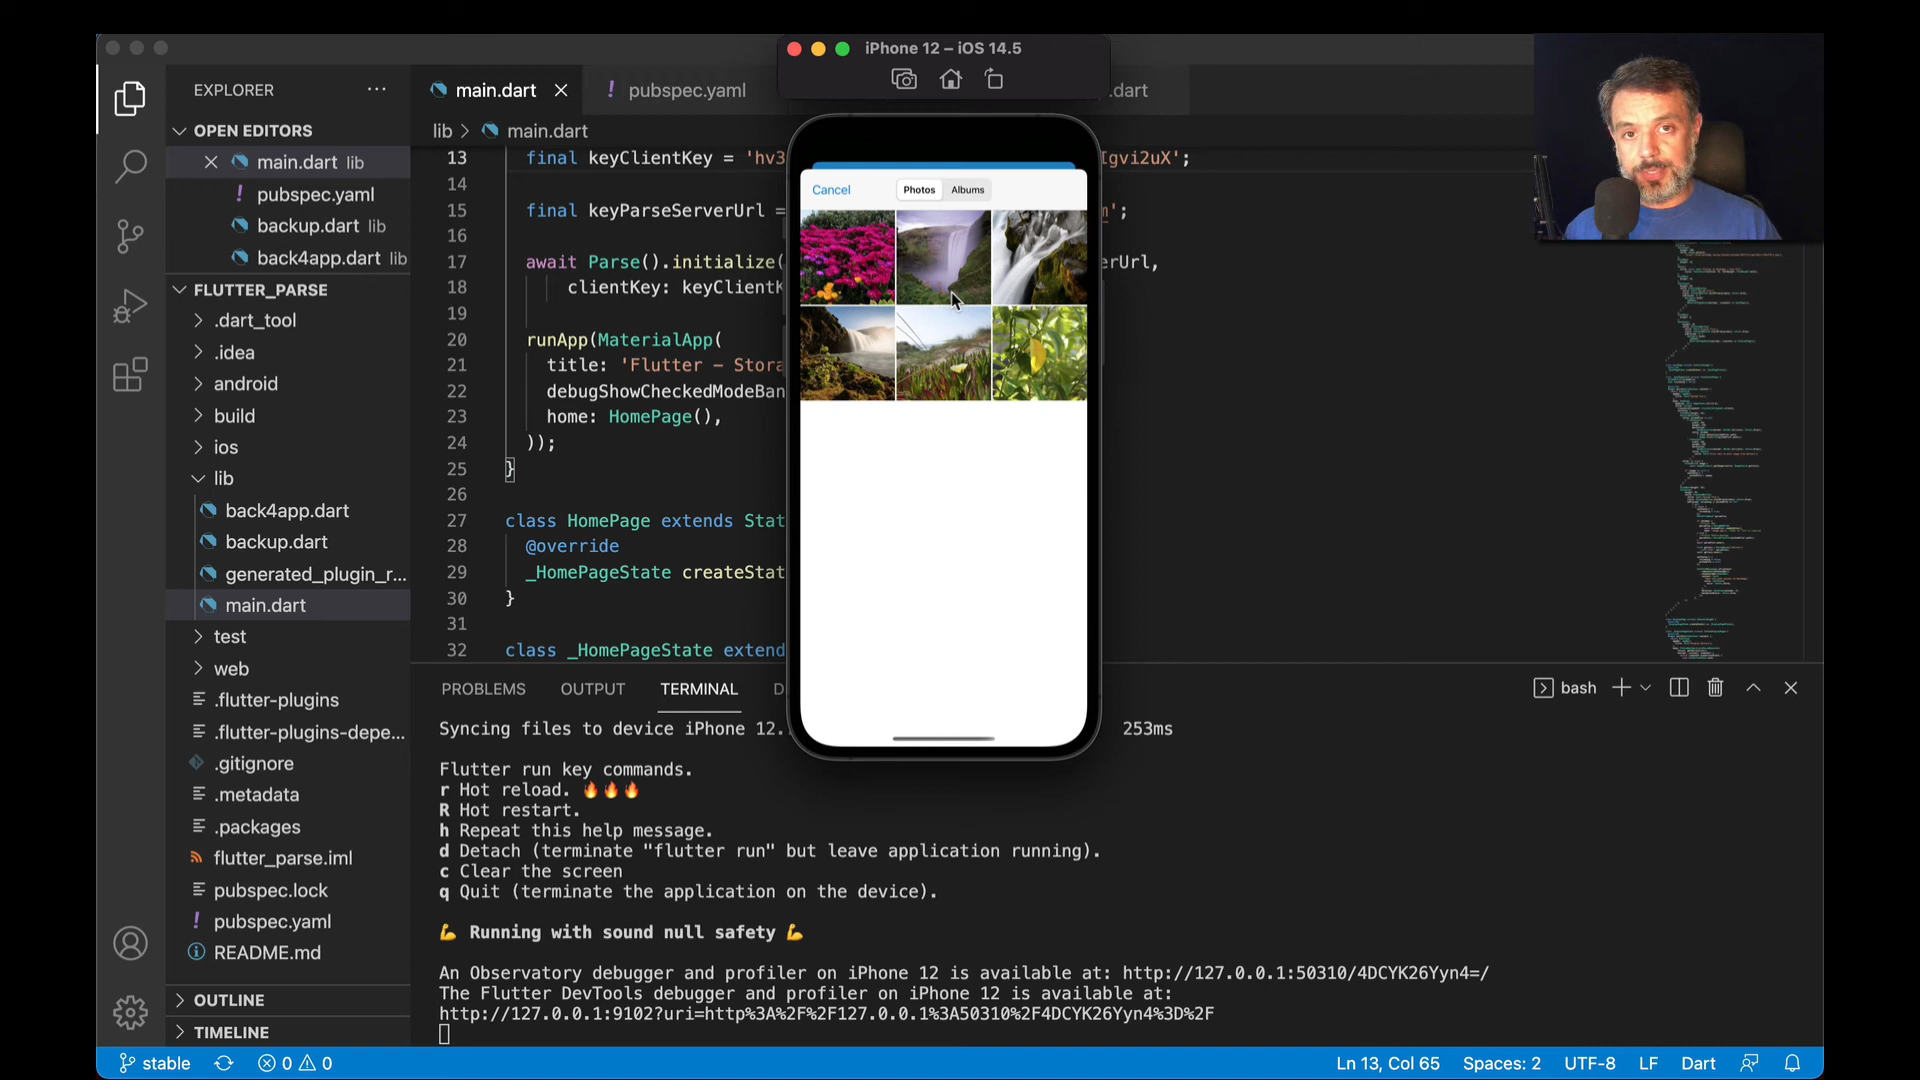 iPhone 12 – iOS 14.5
EXPLORER
main.dart
pubspec.yaml
.dart
OPEN EDITORS
main.dart lib
pubspec.yaml
backup.dart lib
back4app.dart lib
FLUTTER_PARSE
.dart_tool
.idea
android
build
ios
lib
back4app.dart
backup.dart
generated_plugin_r...
main.dart
test
web
.flutter-plugins
.flutter-plugins-depe...
.gitignore
.metadata
.packages
flutter_parse.iml
pubspec.lock
pubspec.yaml
README.md
OUTLINE
TIMELINE
lib > main.dart
13 final keyClientKey = 'hv3 Igvi2uX';
14
15 final keyParseServerUrl = ';
16
17 await Parse().initialize( erUrl,
18 clientKey: keyClientK
19
20 runApp(MaterialApp(
21 title: 'Flutter – Stora
22 debugShowCheckedModeBan
23 home: HomePage(),
24 ));
25 }
26
27 class HomePage extends Stat
28 @override
29 _HomePageState createStat
30 }
31
32 class _HomePageState extend
Cancel
Photos
Albums
PROBLEMS
OUTPUT
TERMINAL
D
bash
Syncing files to device iPhone 12.. 253ms
Flutter run key commands.
r Hot reload. 🔥🔥🔥
R Hot restart.
h Repeat this help message.
d Detach (terminate "flutter run" but leave application running).
c Clear the screen
q Quit (terminate the application on the device).
💪 Running with sound null safety 💪
An Observatory debugger and profiler on iPhone 12 is available at: http://127.0.0.1:50310/4DCYK26Yyn4=/
The Flutter DevTools debugger and profiler on iPhone 12 is available at:
http://127.0.0.1:9102?uri=http%3A%2F%2F127.0.0.1%3A50310%2F4DCYK26Yyn4%3D%2F
stable
0
0
Ln 13, Col 65
Spaces: 2
UTF-8
LF
Dart